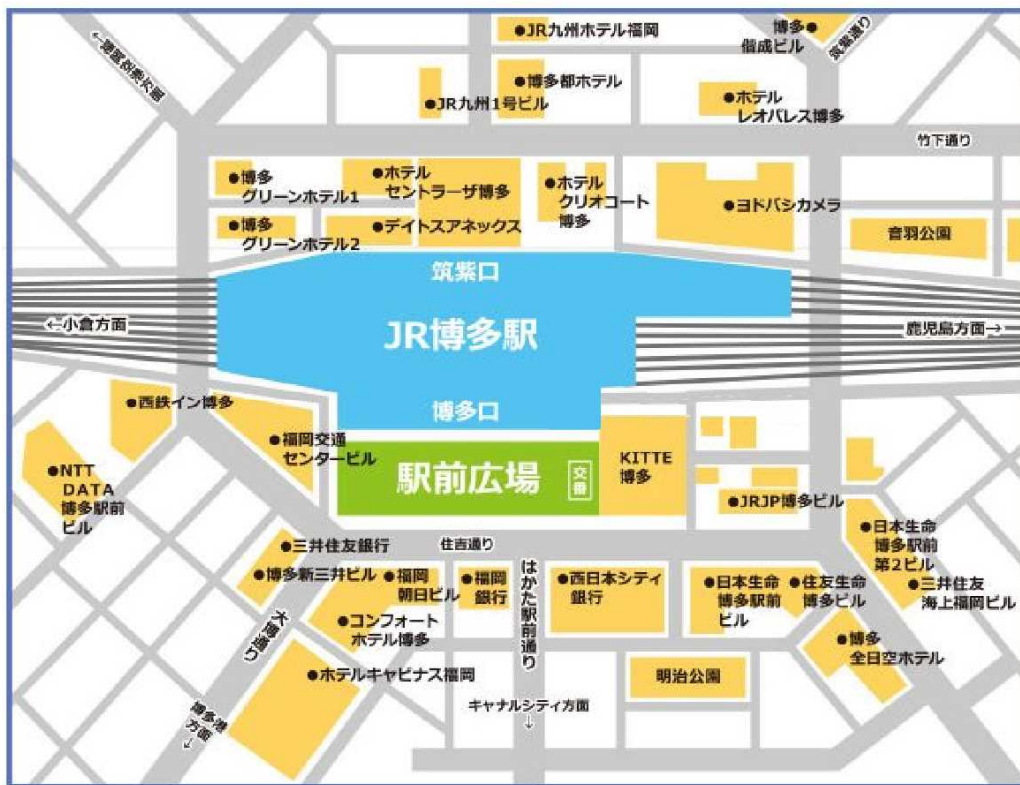 ●JR九州ホテル福岡
博多●
偕成ビル
筑紫通り
●博多都ホテル
●JR九州1号ビル
●ホテル
レオパレス博多
竹下通り
●博多
グリーンホテル1
●ホテル
セントラーザ博多
●ホテル
クリオコート
博多
●ヨドバシカメラ
●博多
グリーンホテル2
●デイトスアネックス
音羽公園
筑紫口
←小倉方面
JR博多駅
鹿児島方面→
博多口
●西鉄イン博多
●福岡交通
センタービル
駅前広場
交番
KITTE
博多
●NTT
DATA
博多駅前
ビル
●JRJP博多ビル
●三井住友銀行
住吉通り
●日本生命
博多駅前
第2ビル
●博多新三井ビル
●福岡
朝日ビル
●福岡
銀行
はかた駅前通り
●西日本シティ
銀行
●日本生命
博多駅前
ビル
●住友生命
博多ビル
●三井住友
海上福岡ビル
大博通り
●コンフォート
ホテル博多
●博多
全日空ホテル
●ホテルキャビナス福岡
明治公園
博多港
方面
↓
キャナルシティ方面
↓